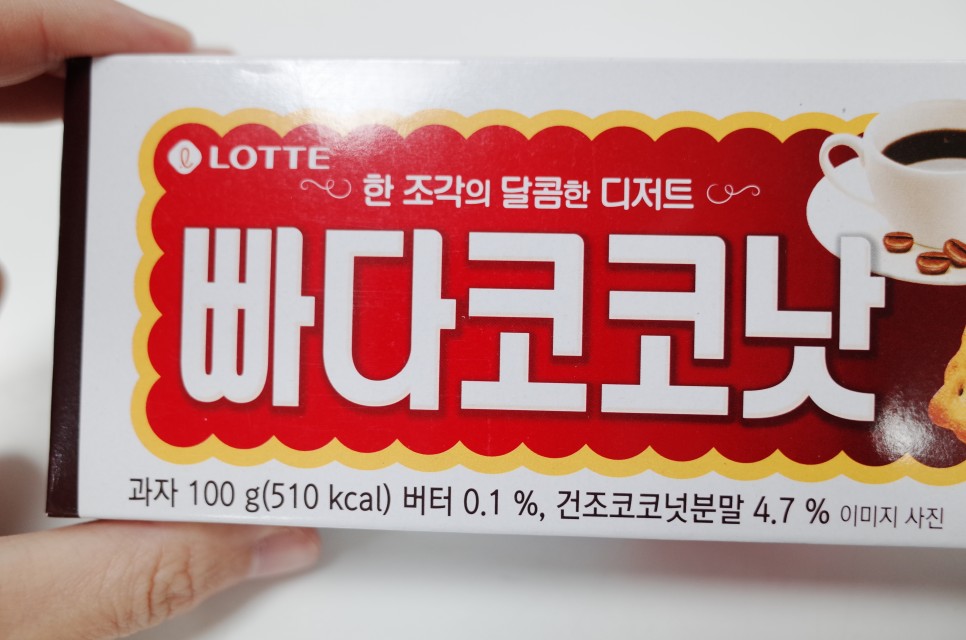 LOTTE
한 조각의 달콤한 디저트
빠다코코낫
과자 100 g(510 kcal) 버터 0.1 %, 건조코코넛분말 4.7 % 이미지 사진